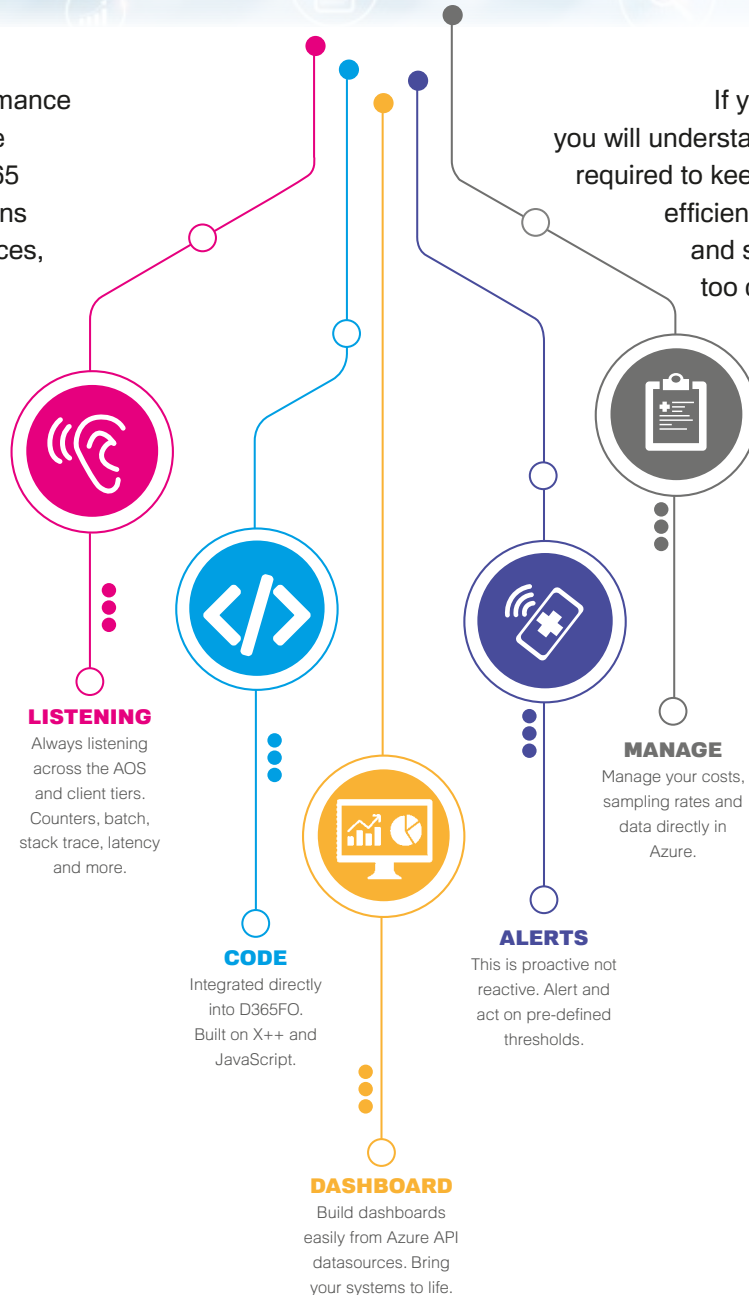 mance
e
65
ns
ces,
If y
you will understa
required to kee
efficien
and s
too
LISTENING
Always listening
across the AOS
and client tiers.
Counters, batch,
stack trace, latency
and more.
CODE
Integrated directly
into D365FO.
Built on X++ and
JavaScript.
DASHBOARD
Build dashboards
easily from Azure API
datasources. Bring
your systems to life.
ALERTS
This is proactive not
reactive. Alert and
act on pre-defined
thresholds.
MANAGE
Manage your costs,
sampling rates and
data directly in
Azure.